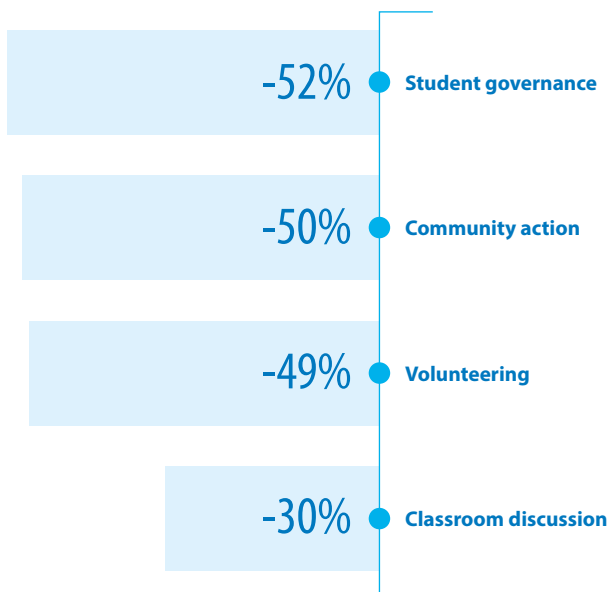 -52% Student governance
-50% Community action
-49% Volunteering
-30% Classroom discussion